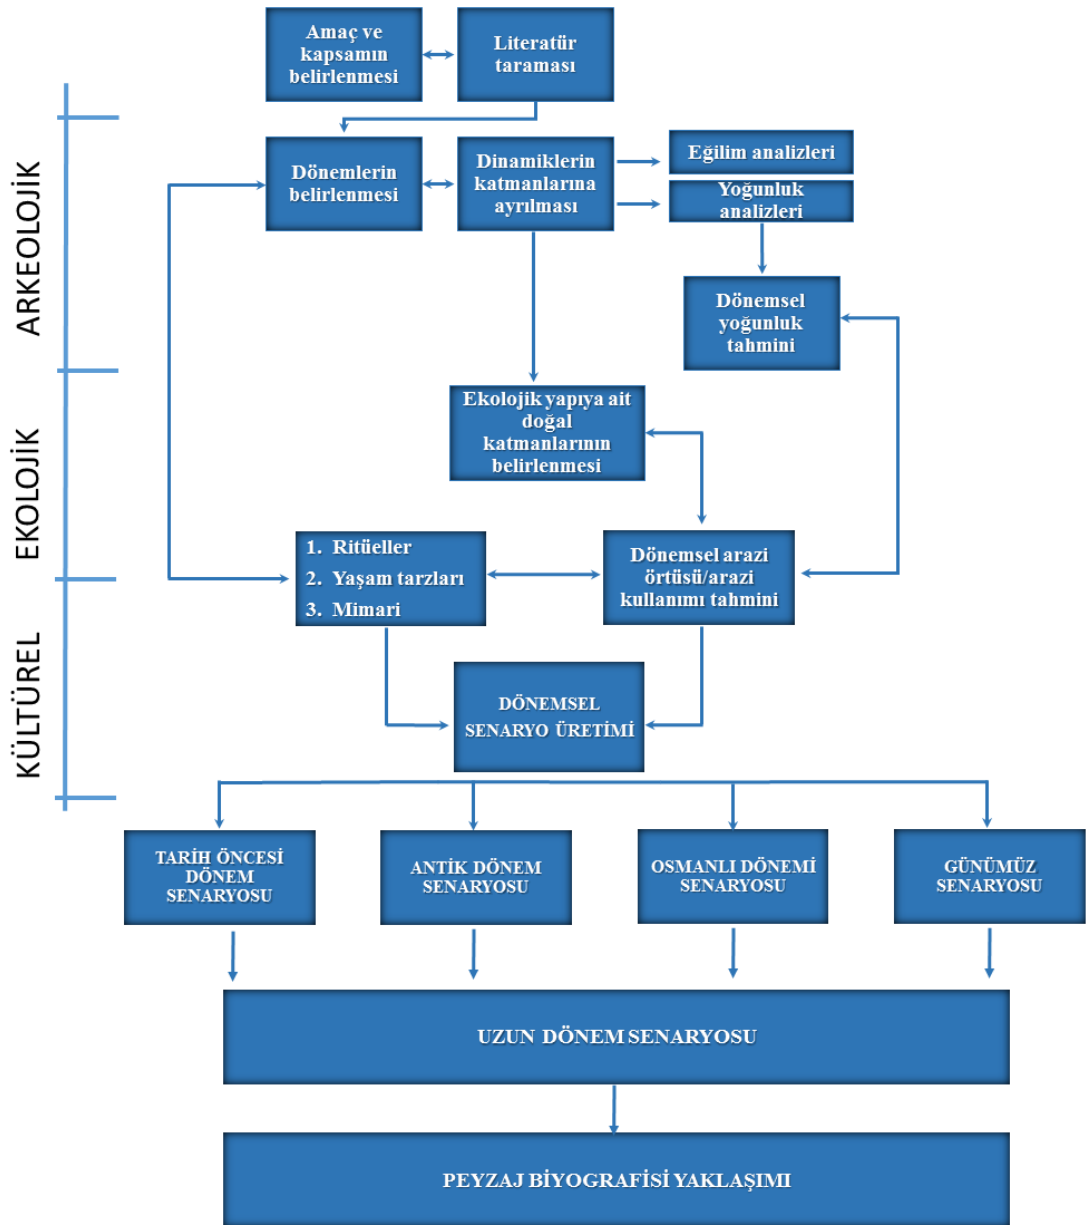 Amaç ve
kapsamın
belirlenmesi
Literatür
taraması
ARKEOLOJİK
Dönemlerin
belirlenmesi
Dinamiklerin
katmanlarına
ayrılması
Eğilim analizleri
Yoğunluk
analizleri
Dönemsel
yoğunluk
tahmini
EKOLOJİK
Ekolojik yapıya ait
doğal
katmanlarının
belirlenmesi
1. Ritüeller
2. Yaşam tarzları
3. Mimari
Dönemsel arazi
örtüsü/arazi
kullanımı tahmini
KÜLTÜREL
DÖNEMSEL
SENARYO ÜRETİMİ
TARİH ÖNCESİ
DÖNEM
SENARYOSU
ANTİK DÖNEM
SENARYOSU
OSMANLI DÖNEMİ
SENARYOSU
GÜNÜMÜZ
SENARYOSU
UZUN DÖNEM SENARYOSU
PEYZAJ BİYOGRAFİSİ YAKLAŞIMI